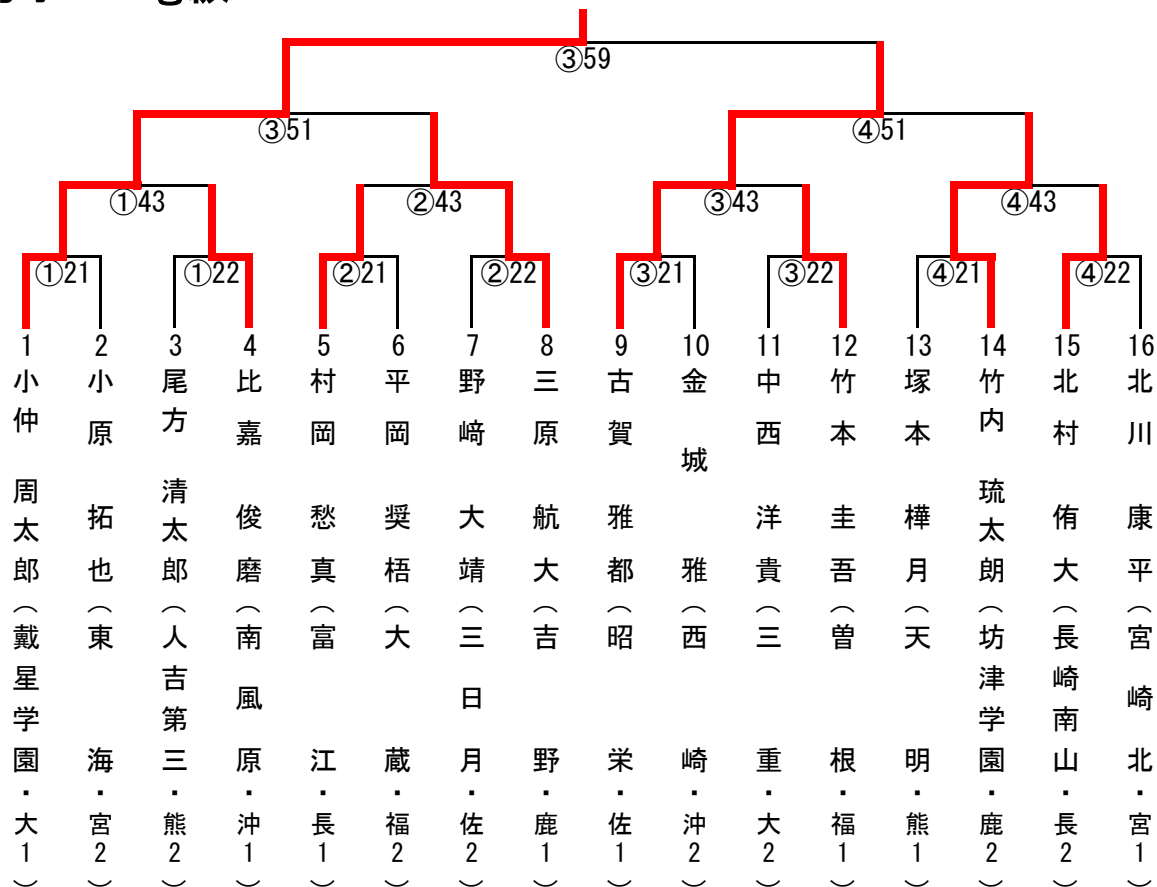 ③59
③51
④51
①43
②43
③43
④43
①21
①22
②21
②22
③21
③22
④21
④22
1
2
3
4
5
6
7
8
9
10
11
12
13
14
15
16
小仲 周太郎（戴星学園・大1）
小原 拓也（東海・宮2）
尾方 清太郎（人吉第三・熊2）
比嘉 俊磨（南風原・沖1）
村岡 愁真（富江・長1）
平岡 奨梧（大蔵・福2）
野﨑 大靖（三日月・佐2）
三原 航大（吉野・鹿1）
古賀 雅都（昭栄・佐1）
金城 雅（西崎・沖2）
中西 洋貴（三重・大2）
竹本 圭吾（曽根・福1）
塚本 樺月（天明・熊1）
竹内 琉太朗（坊津学園・鹿2）
北村 侑大（長崎南山・長2）
北川 康平（宮崎北・宮1）